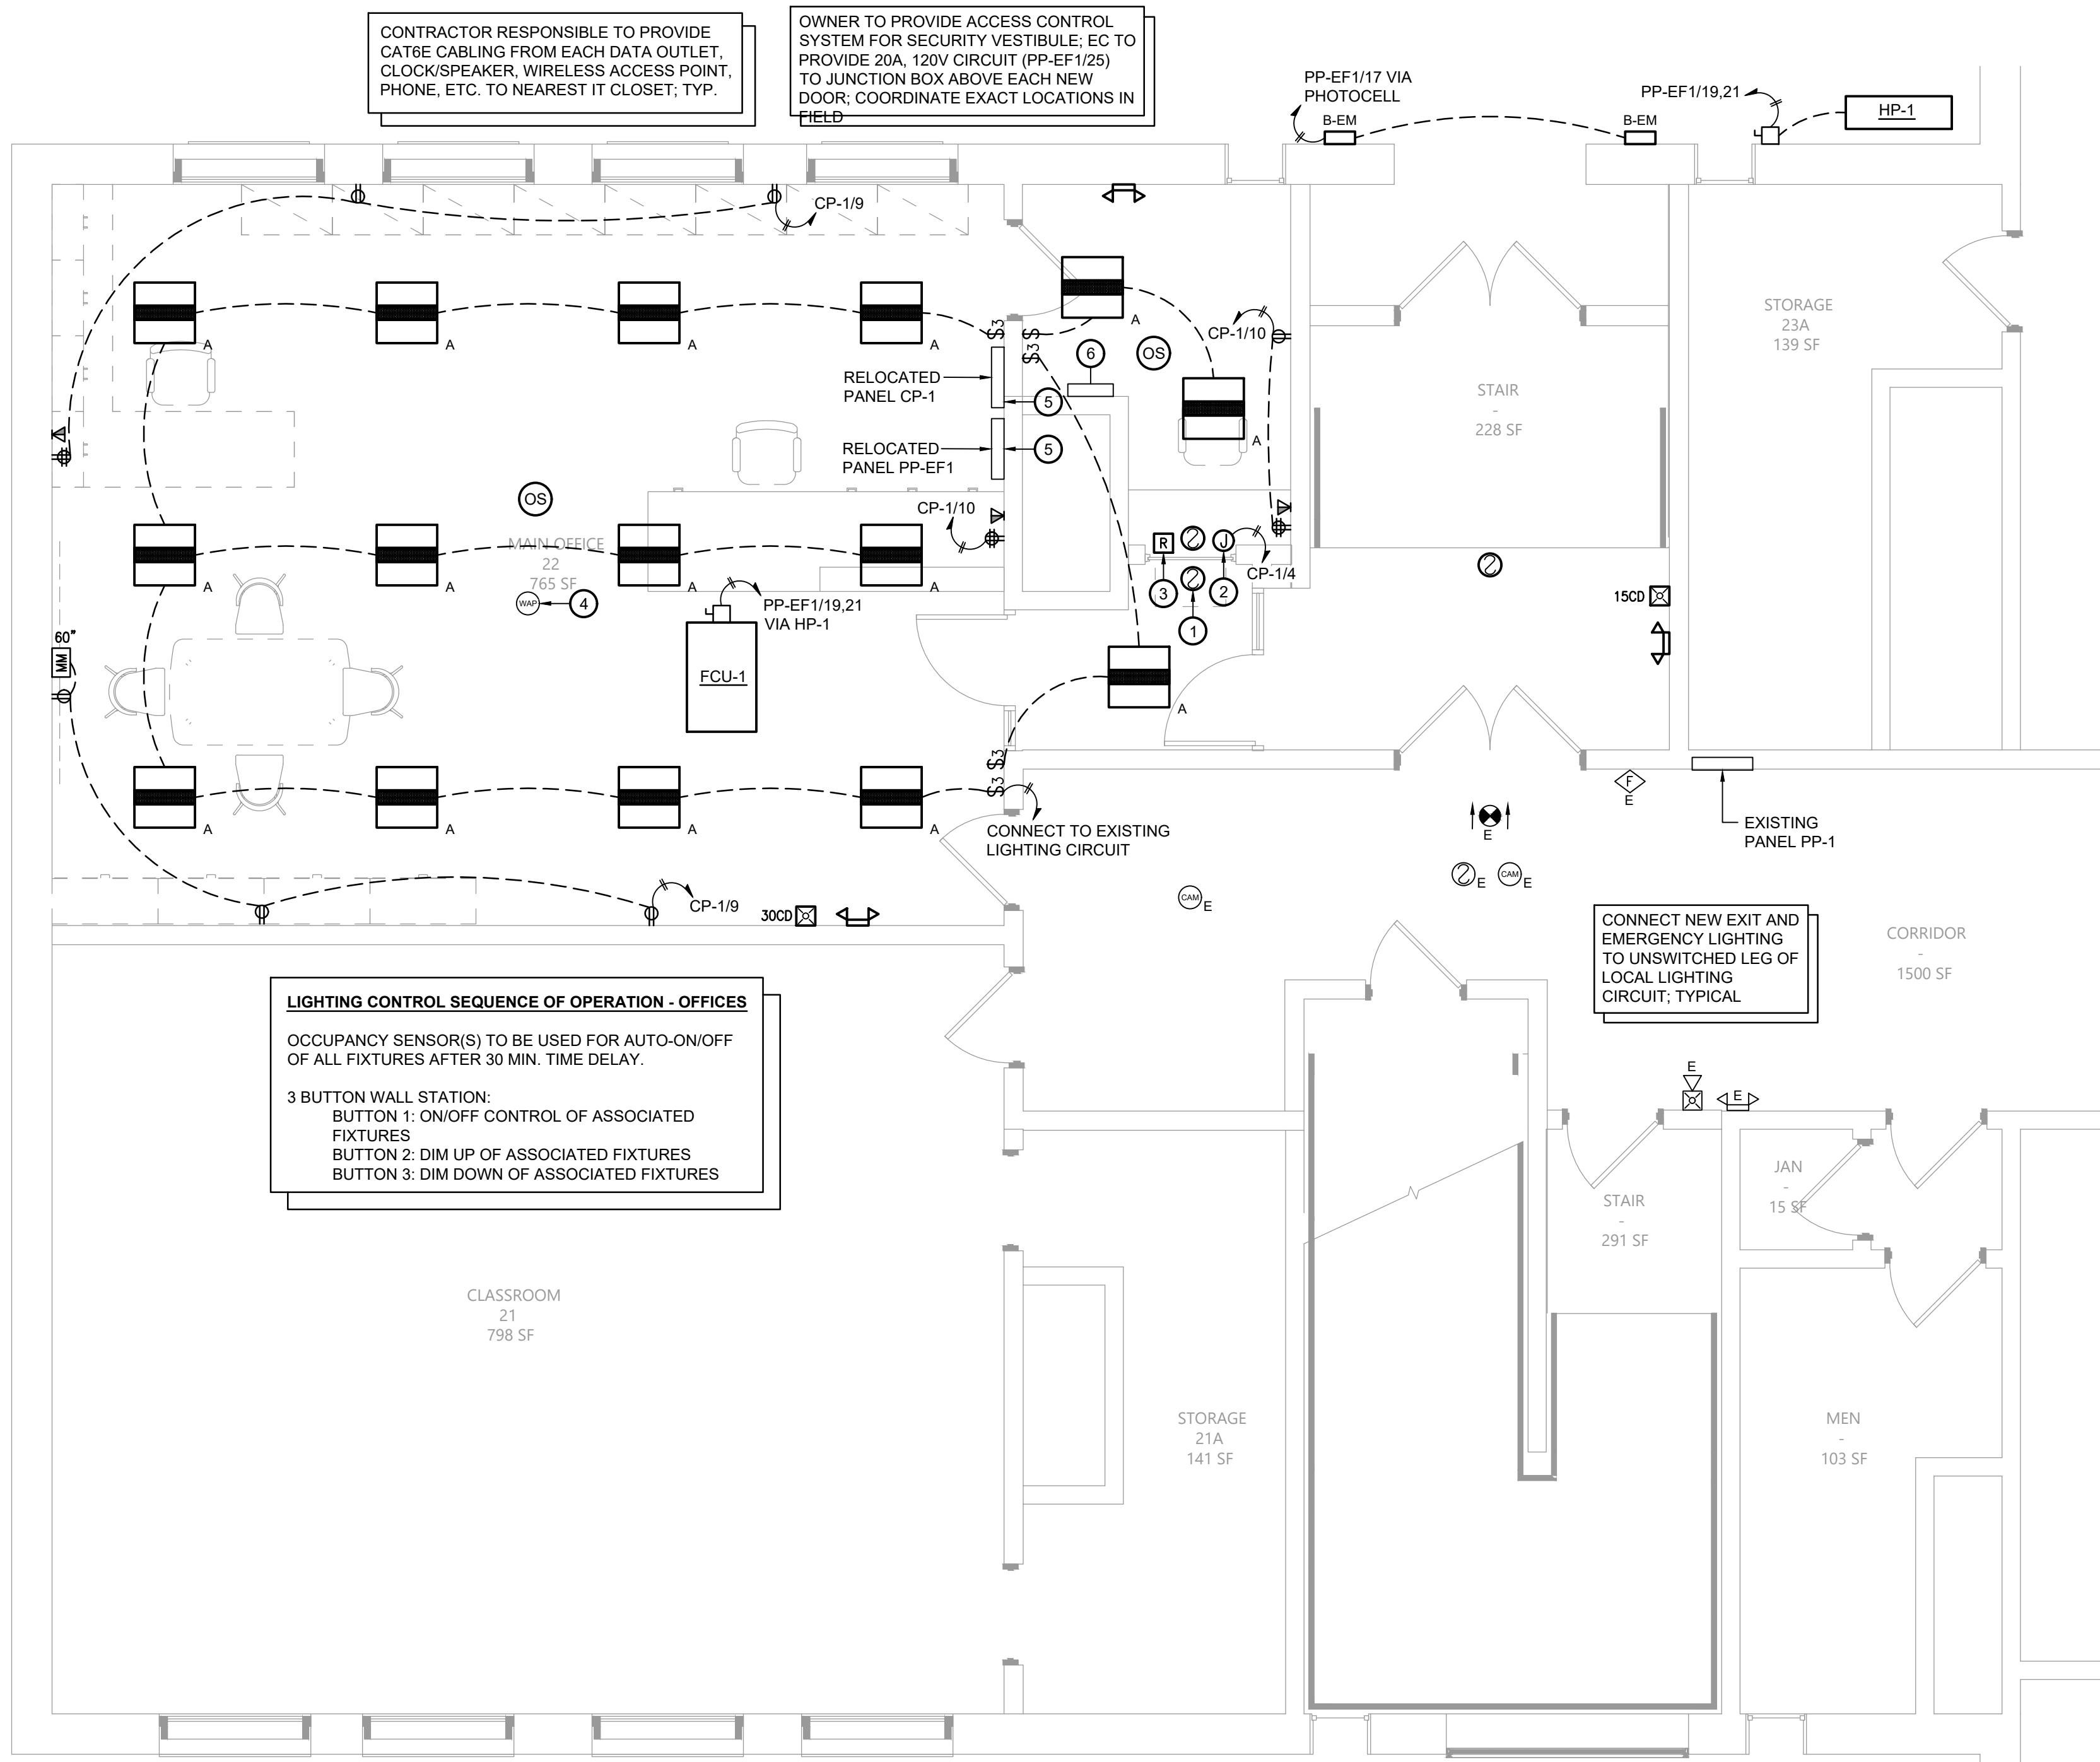 CONTRACTOR RESPONSIBLE TO PROVIDE
CAT6E CABLING FROM EACH DATA OUTLET,
CLOCK/SPEAKER, WIRELESS ACCESS POINT,
PHONE, ETC. TO NEAREST IT CLOSET; TYP.
OWNER TO PROVIDE ACCESS CONTROL
SYSTEM FOR SECURITY VESTIBULE; EC TO
PROVIDE 20A, 120V CIRCUIT (PP-EF1/25)
TO JUNCTION BOX ABOVE EACH NEW
DOOR; COORDINATE EXACT LOCATIONS IN
FIELD
PP-EF1/17 VIA
PHOTOCELL
B-EM
B-EM
PP-EF1/19,21
HP-1
CP-1/9
A
A
A
A
$3
$3
$
A
CP-1/10
6
OS
RELOCATED
PANEL CP-1
5
RELOCATED
PANEL PP-EF1
5
A
STORAGE
23A
139 SF
STAIR
-
228 SF
OS
CP-1/10
MAIN OFFICE
22
765 SF
WAP
4
A
A
A
A
R
J
CP-1/4
3
2
1
PP-EF1/19,21
VIA HP-1
FCU-1
60"
MM
15CD
A
$3
$3
A
A
A
A
CONNECT TO EXISTING
LIGHTING CIRCUIT
F
E
E
EXISTING
PANEL PP-1
E
CAM
E
CAM
E
CP-1/9
30CD
CONNECT NEW EXIT AND
EMERGENCY LIGHTING
TO UNSWITCHED LEG OF
LOCAL LIGHTING
CIRCUIT; TYPICAL
CORRIDOR
-
1500 SF
LIGHTING CONTROL SEQUENCE OF OPERATION - OFFICES
OCCUPANCY SENSOR(S) TO BE USED FOR AUTO-ON/OFF
OF ALL FIXTURES AFTER 30 MIN. TIME DELAY.
3 BUTTON WALL STATION:
BUTTON 1: ON/OFF CONTROL OF ASSOCIATED
FIXTURES
BUTTON 2: DIM UP OF ASSOCIATED FIXTURES
BUTTON 3: DIM DOWN OF ASSOCIATED FIXTURES
E
E
JAN
-
15 SF
STAIR
-
291 SF
CLASSROOM
21
798 SF
STORAGE
21A
141 SF
MEN
-
103 SF